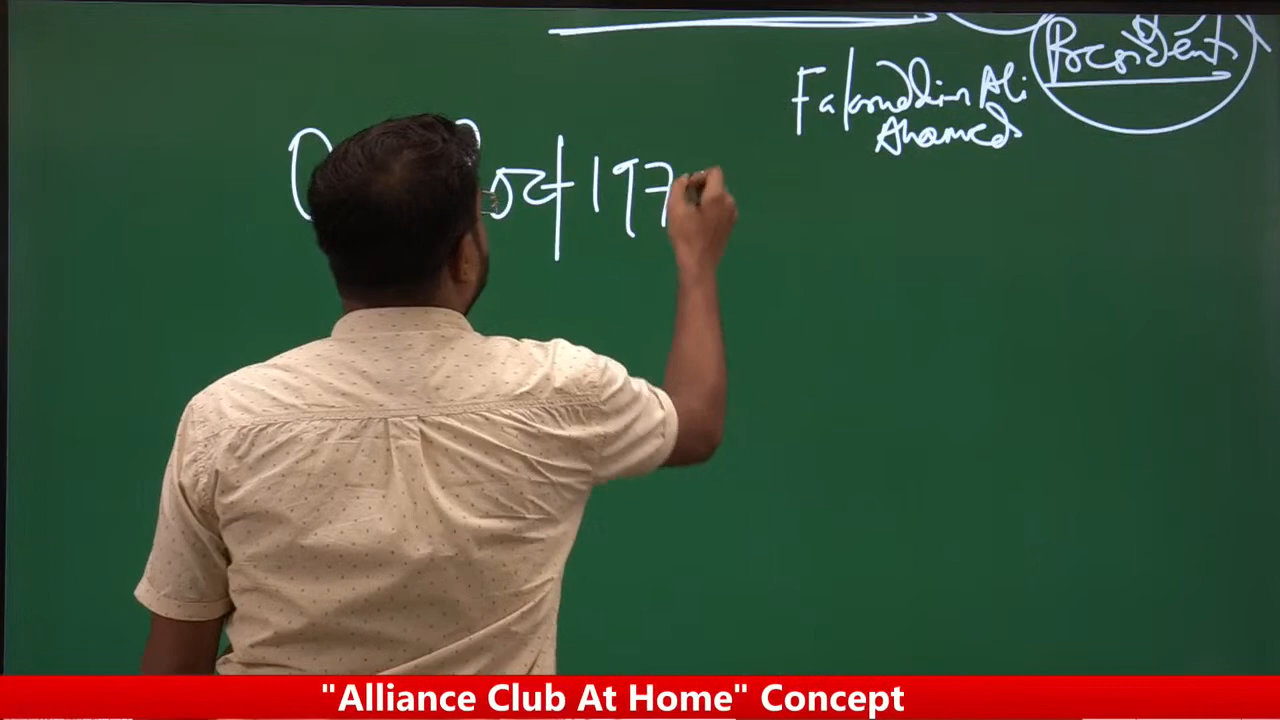 President
Fakruddin Ali
Ahamed
oct 197
"Alliance Club At Home" Concept